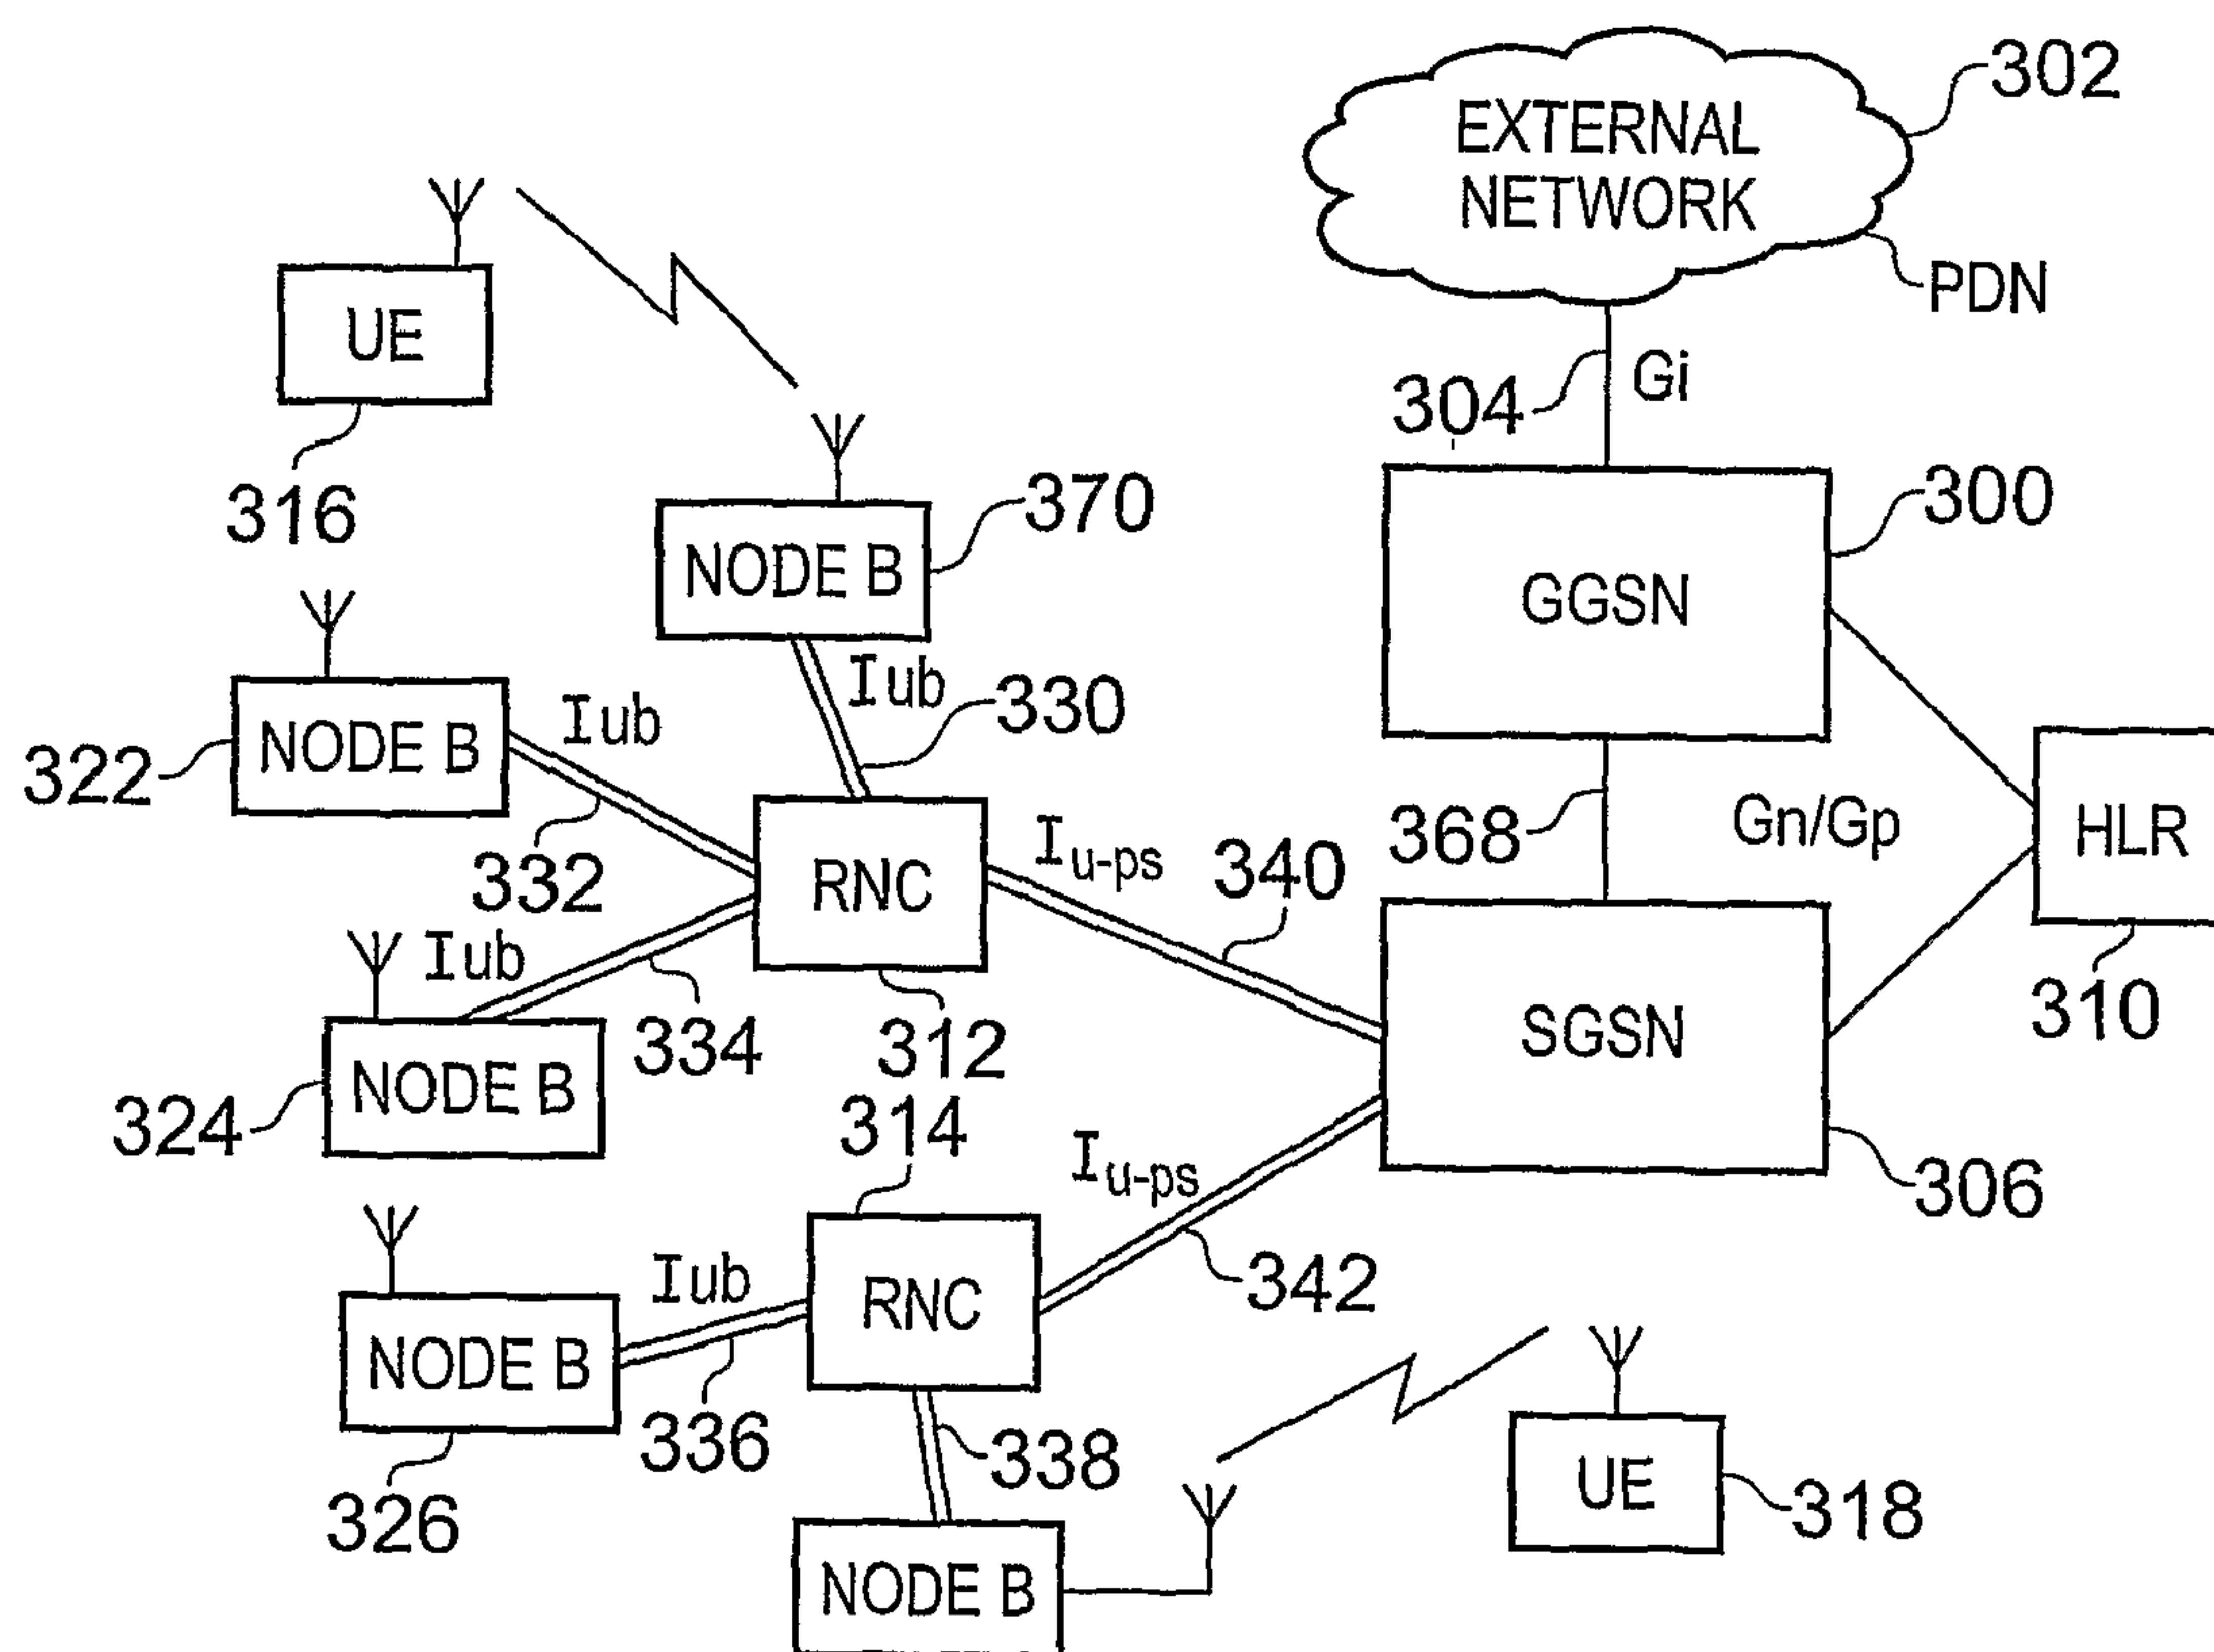 302
EXTERNAL
NETWORK
PDN
UE
316
304
Gi
370
NODE B
300
GGSN
Iub
330
322
NODE B
Iub
332
368
Gn/Gp
HLR
310
RNC
312
Iu-ps
340
Iub
334
324
NODE B
SGSN
306
314
Iu-ps
342
RNC
Iub
336
NODE B
326
338
UE
318
NODE B